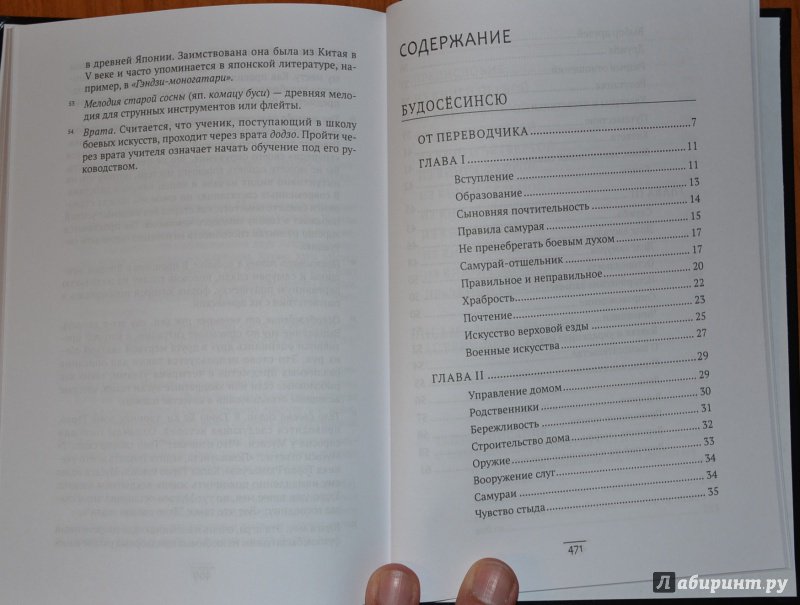 в древней Японии. Заимствована она была из Китая в
V веке и часто упоминается в японской литературе, на-
пример, в «Гэндзи-моногатари».
53 Мелодия старой сосны (яп. комацу буси) — древняя мело-
дия для струнных инструментов или флейты.
54 Врата. Считается, что ученик, поступающий в школу
боевых искусств, проходит через врата додзо. Пройти че-
рез врата учителя означает начать обучение под его ру-
ководством.
СОДЕРЖАНИЕ
БУДОСЁСИНСЮ
ОТ ПЕРЕВОДЧИКА 7
ГЛАВА I 11
Вступление 11
Образование 13
Сыновняя почтительность 14
Правила самурая 15
Не пренебрегать боевым духом 17
Самурай-отшельник 17
Правильное и неправильное 20
Храбрость 22
Почтение 23
Искусство верховой езды 25
Военные искусства 27
ГЛАВА II 29
Управление домом 29
Родственники 30
Бережливость 31
Строительство дома 32
Оружие 33
Вооружение слуг 34
Самураи 34
Чувство стыда 35
471
Лабиринт.ру